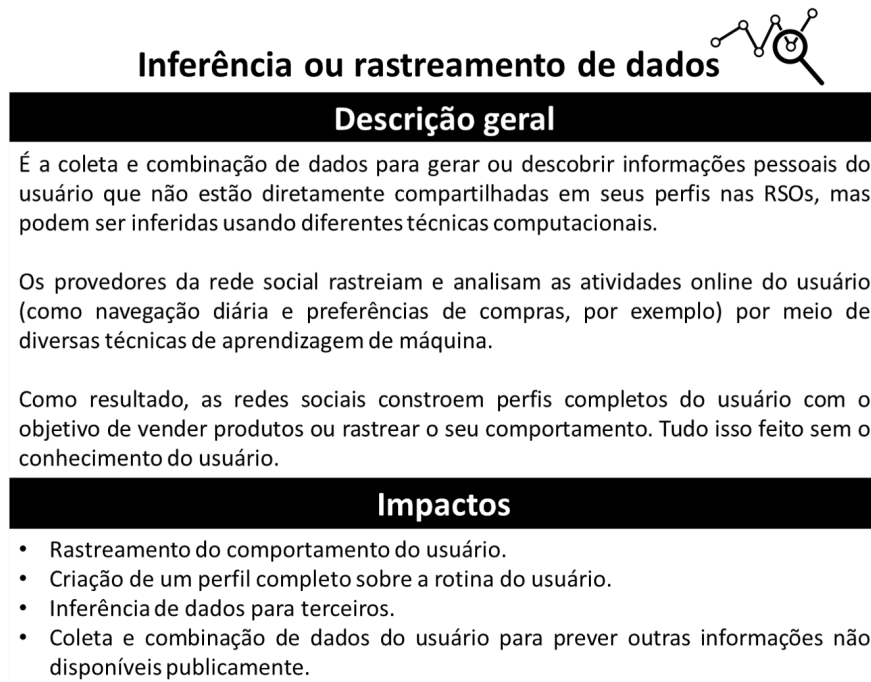 Inferência ou rastreamento de dados
Descrição geral
É a coleta e combinação de dados para gerar ou descobrir informações pessoais do
usuário que não estão diretamente compartilhadas em seus perfis nas RSOs, mas
podem ser inferidas usando diferentes técnicas computacionais.
Os provedores da rede social rastreiam e analisam as atividades online do usuário
(como navegação diária e preferências de compras, por exemplo) por meio de
diversas técnicas de aprendizagem de máquina.
Como resultado, as redes sociais constroem perfis completos do usuário com o
objetivo de vender produtos ou rastrear o seu comportamento. Tudo isso feito sem o
conhecimento do usuário.
Impactos
• Rastreamento do comportamento do usuário.
• Criação de um perfil completo sobre a rotina do usuário.
• Inferência de dados para terceiros.
• Coleta e combinação de dados do usuário para prever outras informações não
disponíveis publicamente.